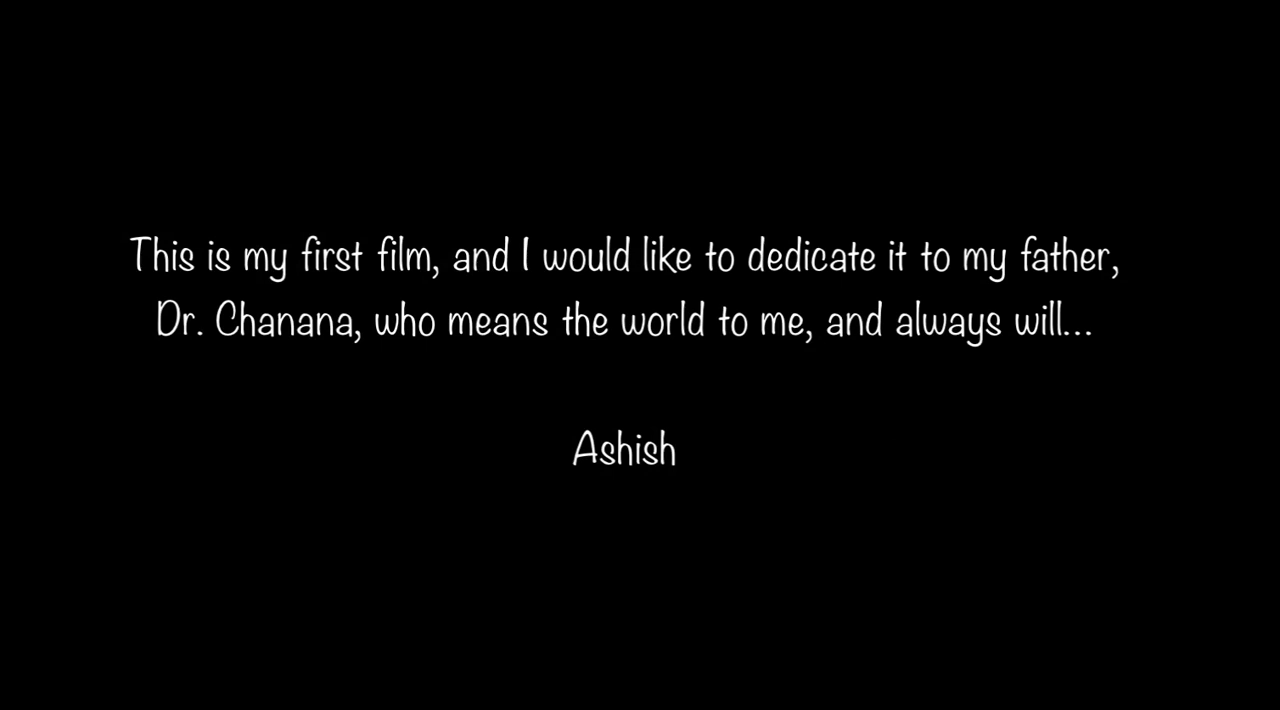 This is my first film, and I would like to dedicate it to my father,
Dr. Chanana, who means the world to me, and always will...
Ashish